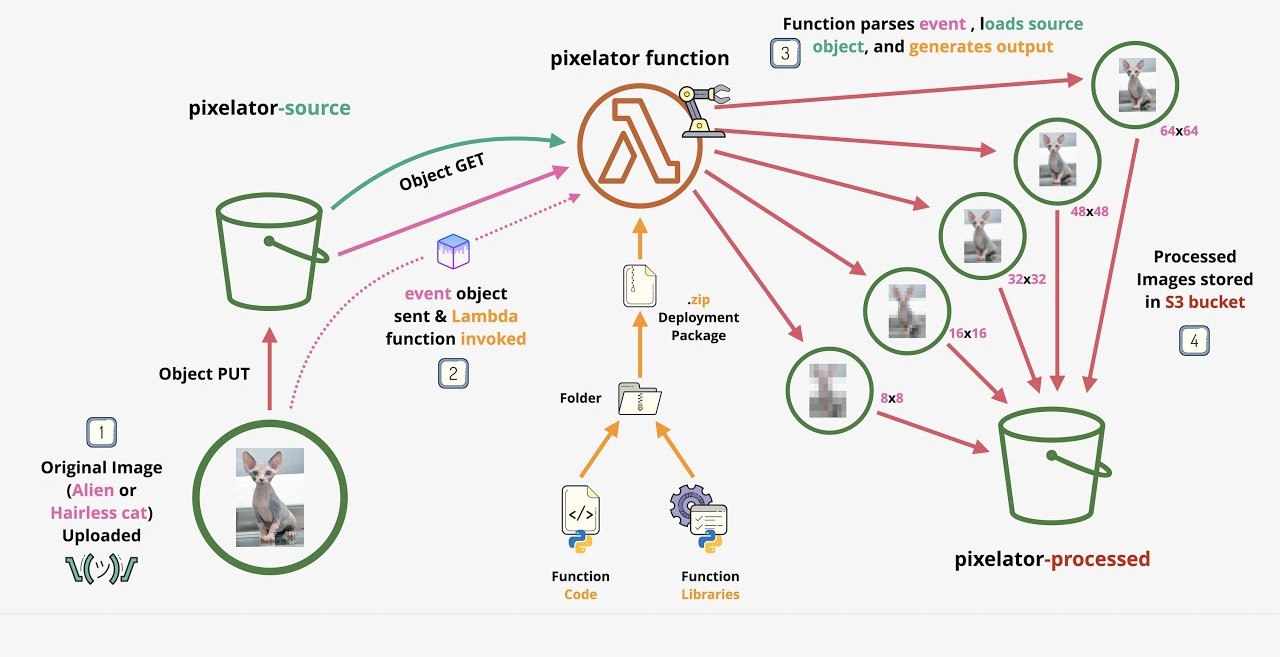 Function parses event , loads source
object, and generates output
3
pixelator function
pixelator-source
64x64
Object GET
48x48
Processed
Images stored
in S3 bucket
4
32x32
event object
sent & Lambda
function invoked
2
.zip
Deployment
Package
16x16
Object PUT
Folder
8x8
1
Original Image
(Alien or
Hairless cat)
Uploaded
¯\_(ツ)_/¯
</>
pixelator-processed
Function
Code
Function
Libraries